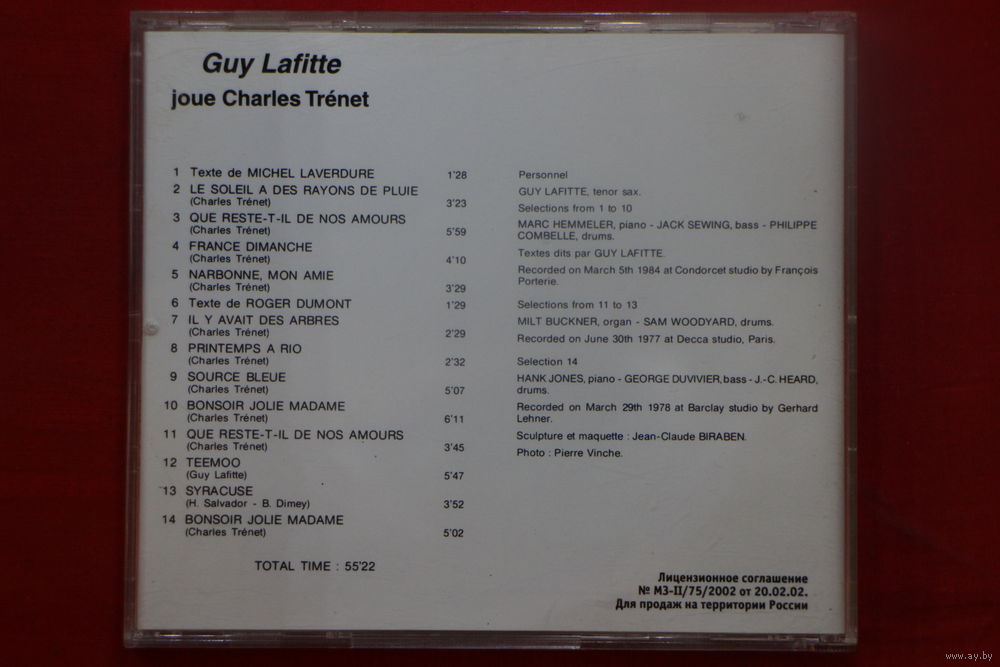 Guy Lafitte
joue Charles Trénet
1 Texte de MICHEL LAVERDURE 1'28
2 LE SOLEIL A DES RAYONS DE PLUIE
(Charles Trénet) 3'23
3 QUE RESTE-T-IL DE NOS AMOURS
(Charles Trénet) 5'59
4 FRANCE DIMANCHE
(Charles Trénet) 4'10
5 NARBONNE, MON AMIE
(Charles Trénet) 3'29
6 Texte de ROGER DUMONT 1'29
7 IL Y AVAIT DES ARBRES
(Charles Trénet) 2'29
8 PRINTEMPS A RIO
(Charles Trénet) 2'32
9 SOURCE BLEUE
(Charles Trénet) 5'07
10 BONSOIR JOLIE MADAME
(Charles Trénet) 6'11
11 QUE RESTE-T-IL DE NOS AMOURS
(Charles Trénet) 3'45
12 TEEMOO
(Guy Lafitte) 5'47
13 SYRACUSE
(H. Salvador - B. Dimey) 3'52
14 BONSOIR JOLIE MADAME
(Charles Trénet) 5'02
TOTAL TIME : 55'22
Personnel
GUY LAFITTE, tenor sax.
Selections from 1 to 10
MARC HEMMELER, piano - JACK SEWING, bass - PHILIPPE
COMBELLE, drums.
Textes dits par GUY LAFITTE.
Recorded on March 5th 1984 at Condorcet studio by François
Porterie.
Selections from 11 to 13
MILT BUCKNER, organ - SAM WOODYARD, drums.
Recorded on June 30th 1977 at Decca studio, Paris.
Selection 14
HANK JONES, piano - GEORGE DUVIVIER, bass - J.-C. HEARD,
drums.
Recorded on March 29th 1978 at Barclay studio by Gerhard
Lehner.
Sculpture et maquette : Jean-Claude BIRABEN.
Photo : Pierre Vinche.
Лицензионное соглашение
№ МЗ-II/75/2002 от 20.02.02.
Для продаж на территории России
www.ay.by